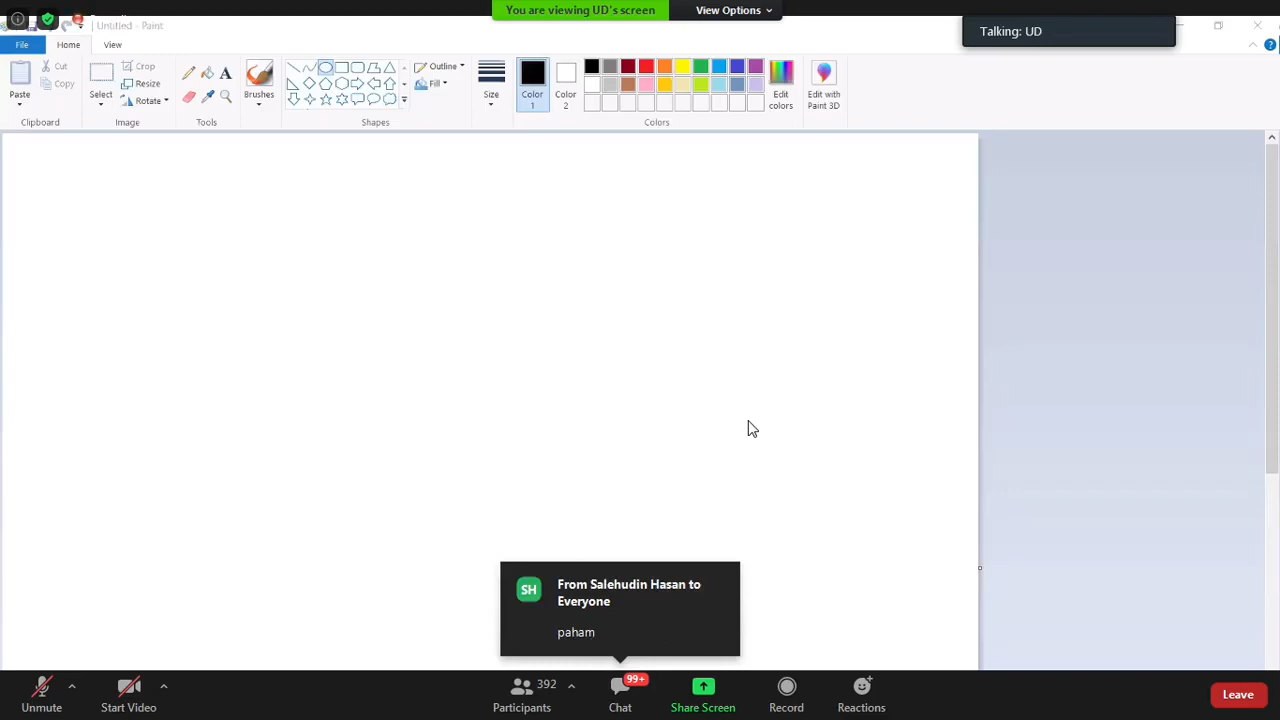 You are viewing UD's screen
View Options
Untitled - Paint
Talking: UD
File
Home
View
Paste
Cut
Copy
Clipboard
Select
Crop
Resize
Rotate
Image
Tools
Brushes
Shapes
Outline
Fill
Size
Color
1
Color
2
Edit
colors
Colors
Edit with
Paint 3D
SH
From Salehudin Hasan to
Everyone
paham
Unmute
Start Video
392
Participants
99+
Chat
Share Screen
Record
Reactions
Leave